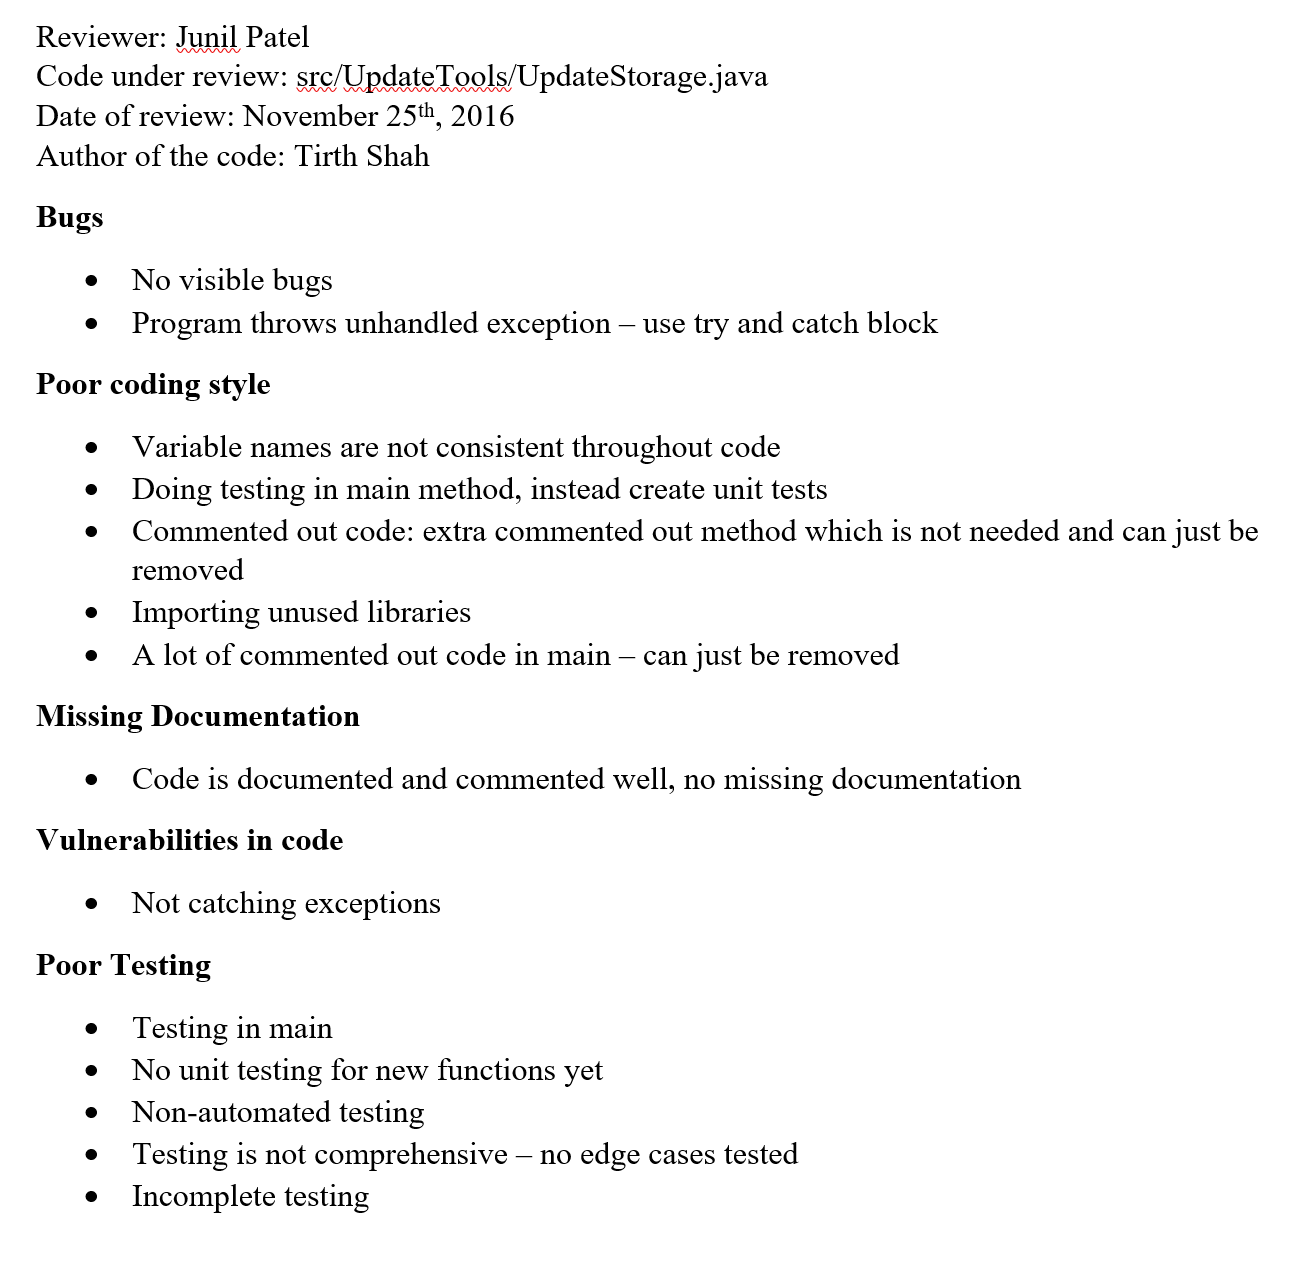 Reviewer: Junil Patel
Code under review: src/UpdateTools/UpdateStorage.java
Date of review: November 25th, 2016
Author of the code: Tirth Shah
Bugs
• No visible bugs
• Program throws unhandled exception – use try and catch block
Poor coding style
• Variable names are not consistent throughout code
• Doing testing in main method, instead create unit tests
• Commented out code: extra commented out method which is not needed and can just be
removed
• Importing unused libraries
• A lot of commented out code in main – can just be removed
Missing Documentation
• Code is documented and commented well, no missing documentation
Vulnerabilities in code
• Not catching exceptions
Poor Testing
• Testing in main
• No unit testing for new functions yet
• Non-automated testing
• Testing is not comprehensive – no edge cases tested
• Incomplete testing